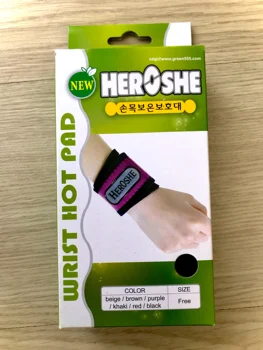 http://www.green555.com
NEW
HEROSHE
손목보온보호대
WRIST HOT PAD
HEROSHE
COLOR SIZE
beige / brown / purple Free
/ khaki / red / black